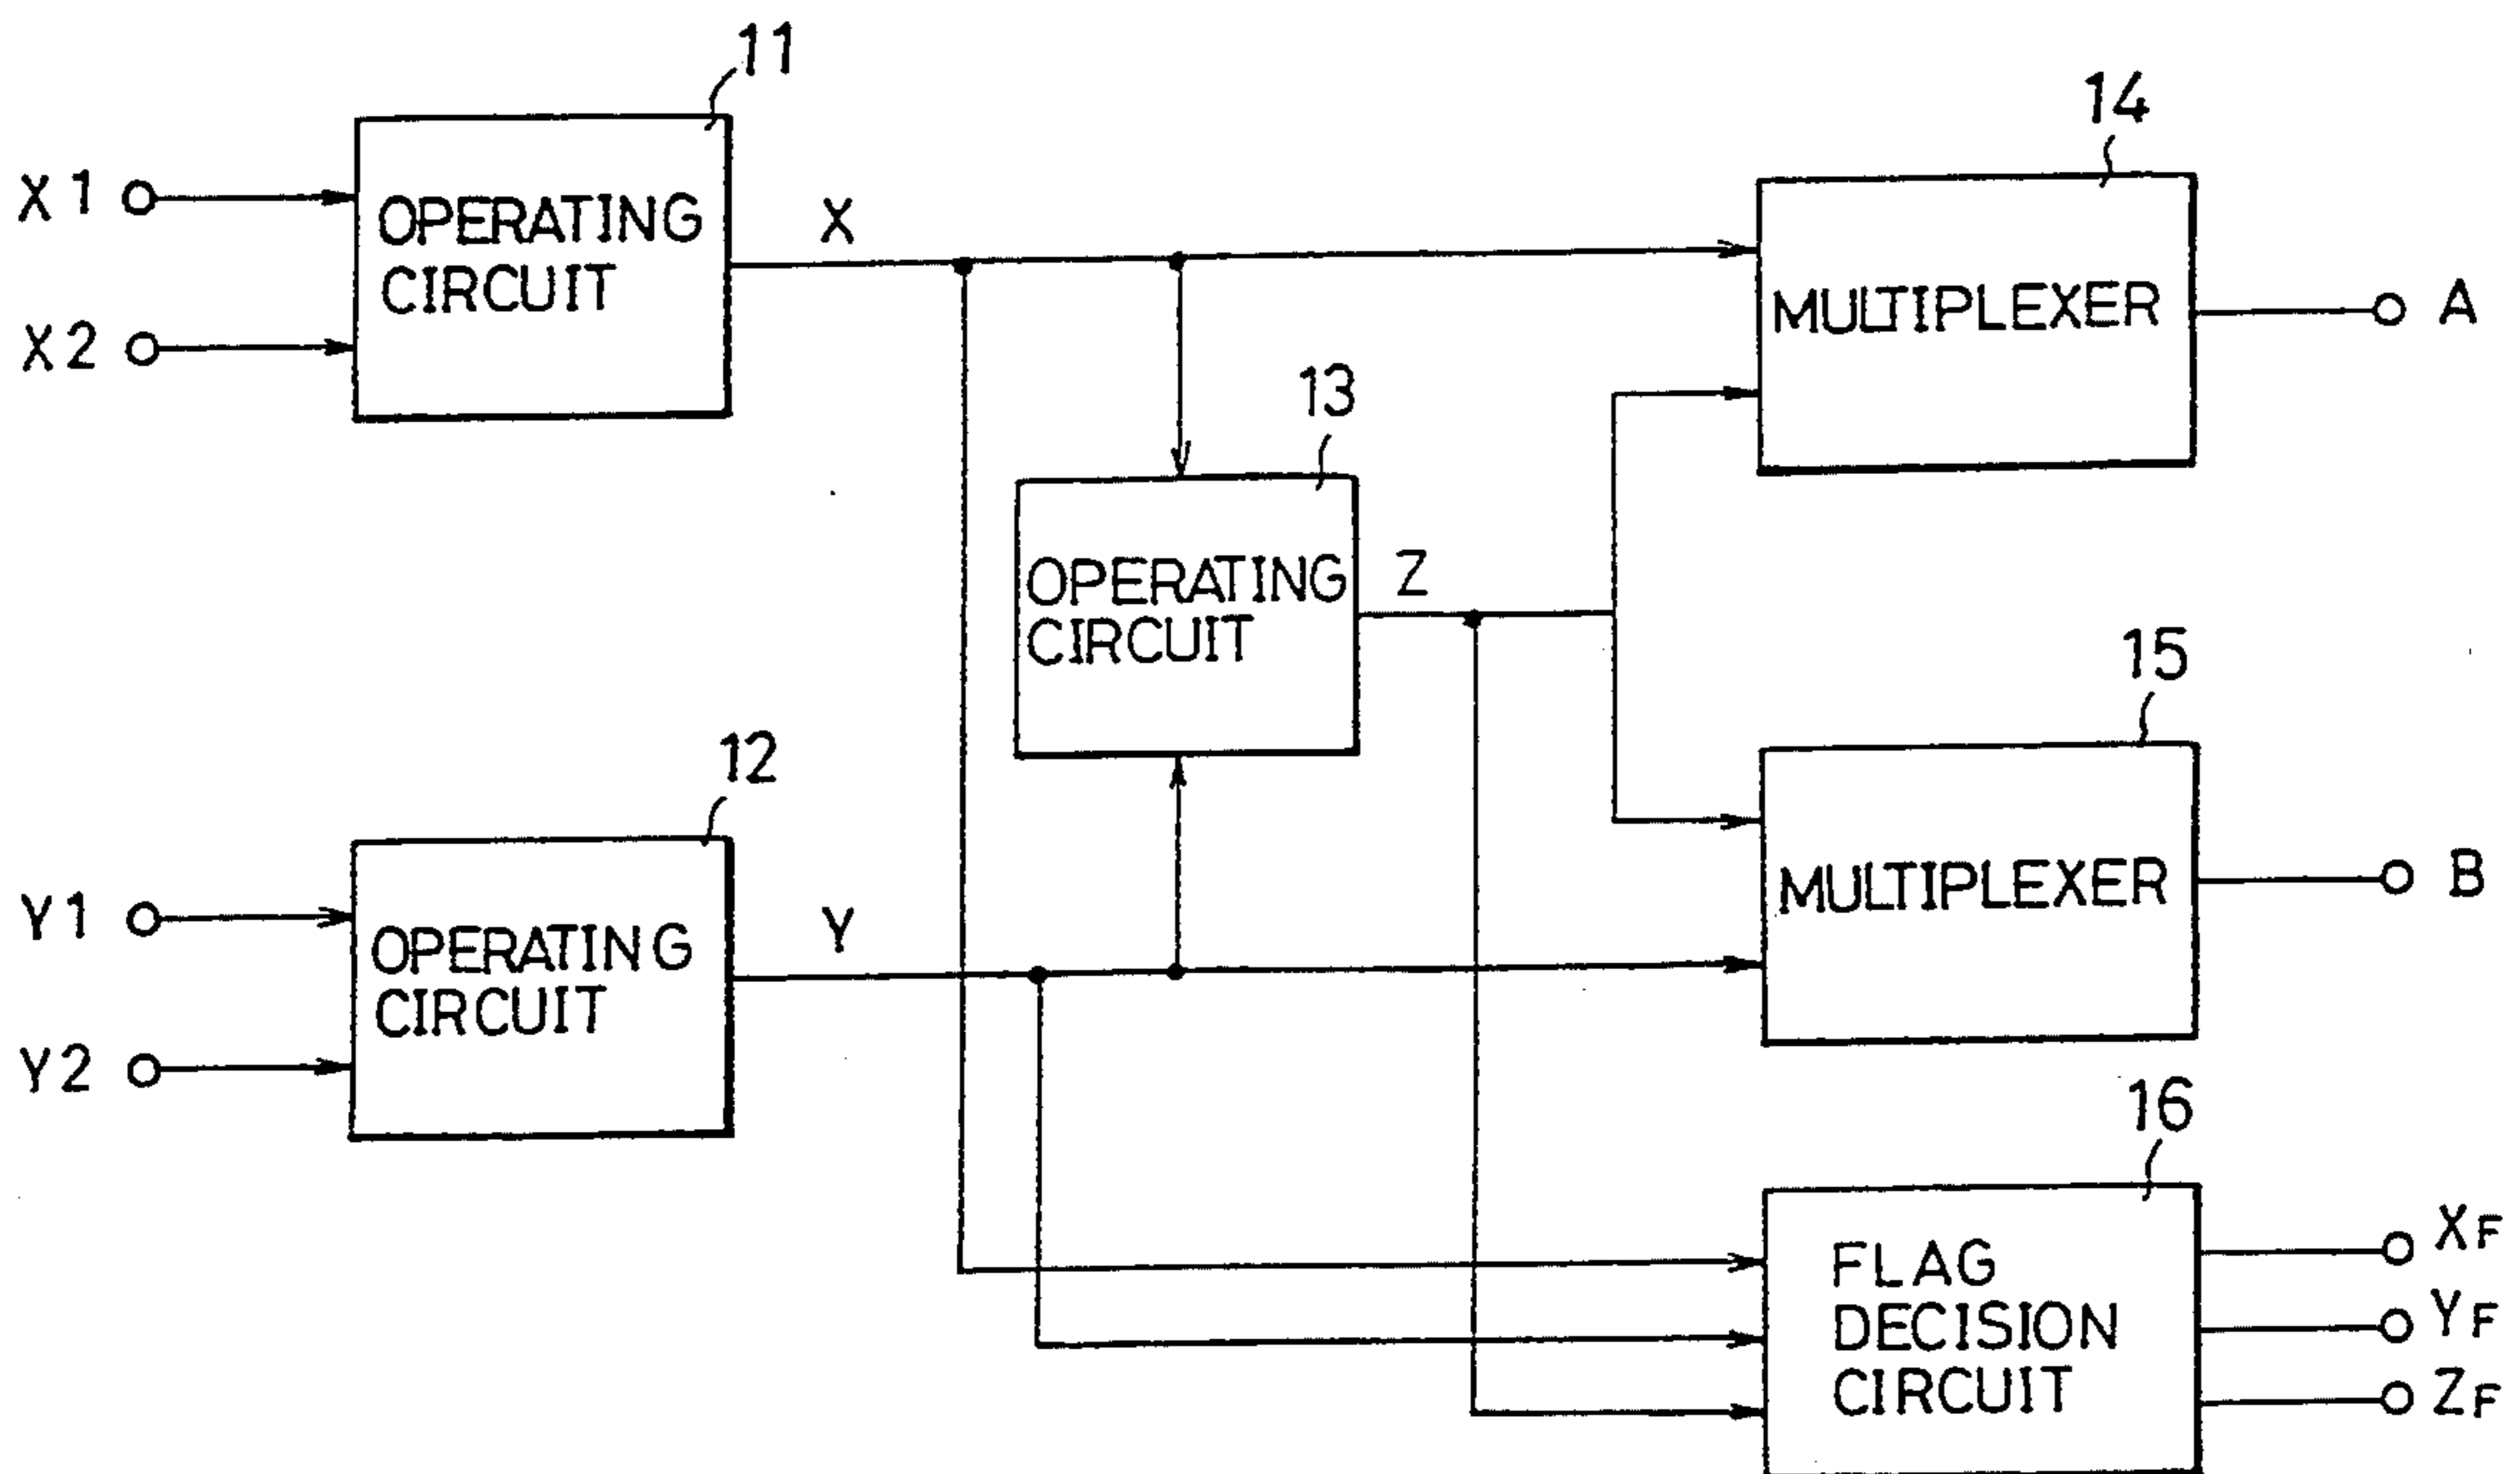 11
X1
X2
OPERATING
CIRCUIT
X
14
MULTIPLEXER
A
13
OPERATING
CIRCUIT
Z
12
Y1
Y2
OPERATING
CIRCUIT
Y
15
MULTIPLEXER
B
16
FLAG
DECISION
CIRCUIT
XF
YF
ZF